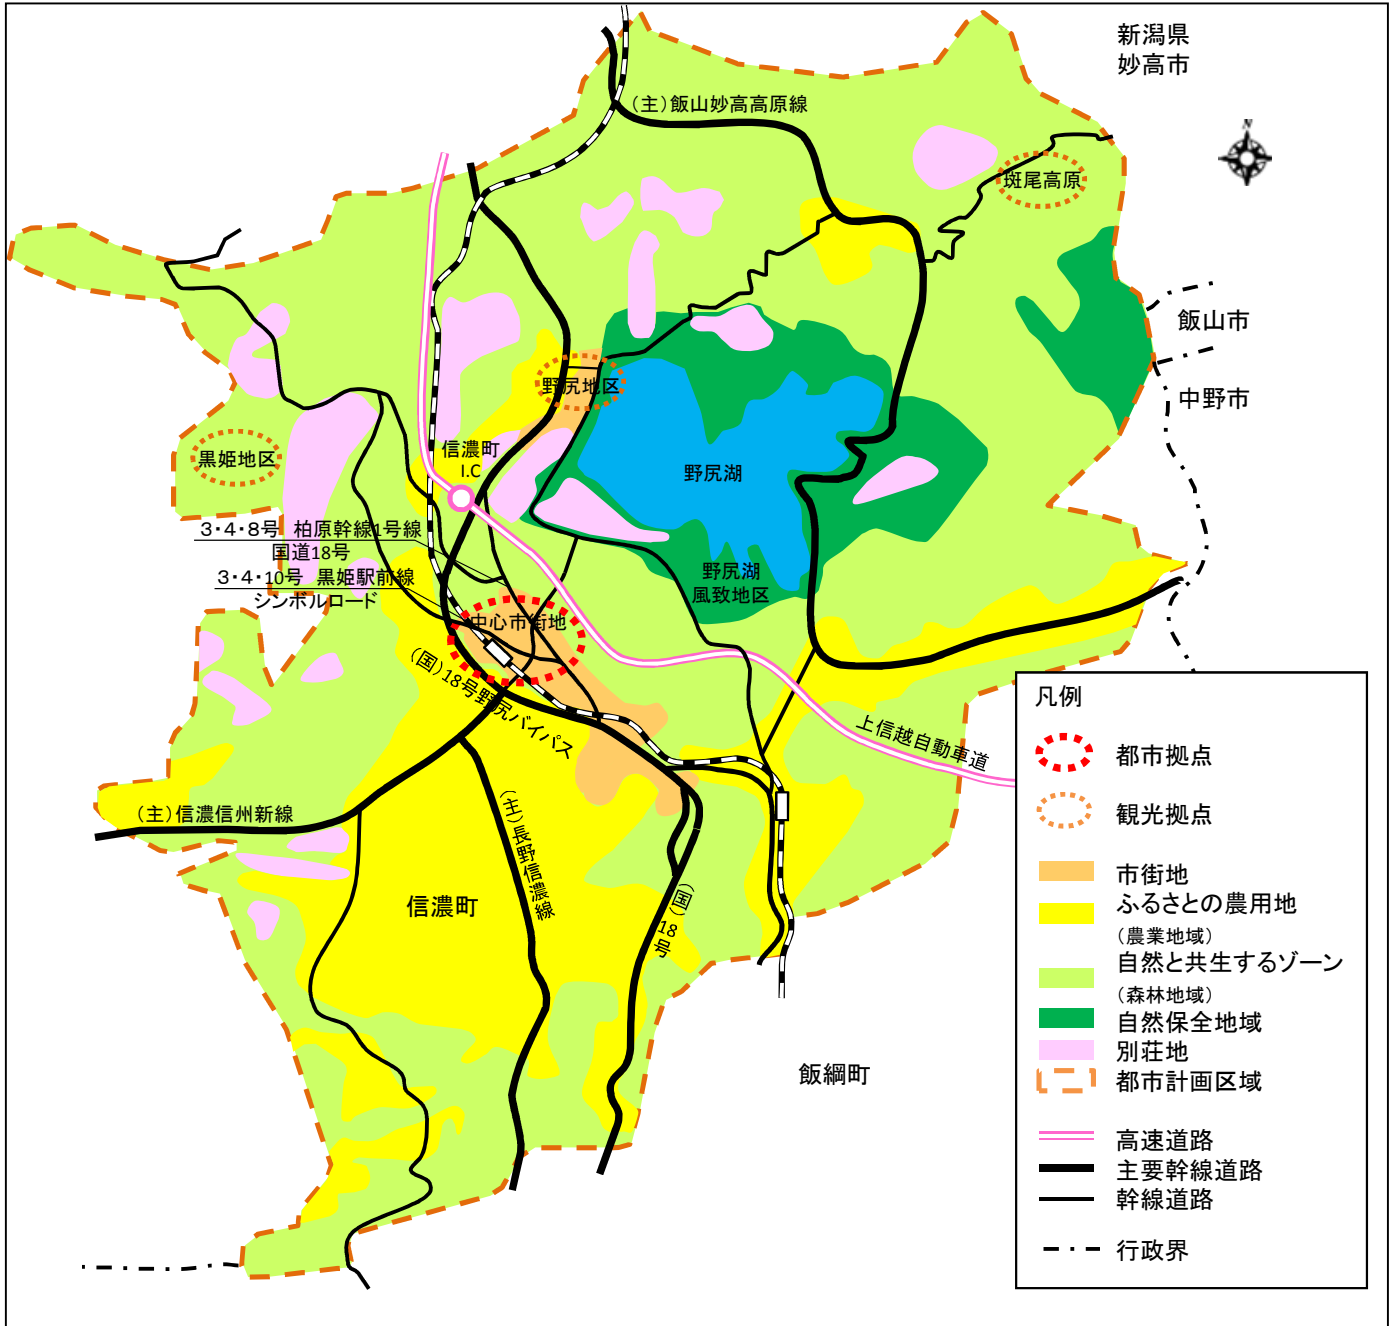 新潟県
妙高市
N
(主)飯山妙高高原線
斑尾高原
飯山市
中野市
野尻地区
信濃町
I.C
黒姫地区
野尻湖
3・4・8号 柏原幹線1号線
国道18号
3・4・10号 黒姫駅前線
シンボルロード
野尻湖
風致地区
中心市街地
(国)18号野尻バイパス
上信越自動車道
(主)信濃信州新線
(主)長野信濃線
信濃町
(国)18号
飯綱町
凡例
都市拠点
観光拠点
市街地
ふるさとの農用地
(農業地域)
自然と共生するゾーン
(森林地域)
自然保全地域
別荘地
都市計画区域
高速道路
主要幹線道路
幹線道路
行政界